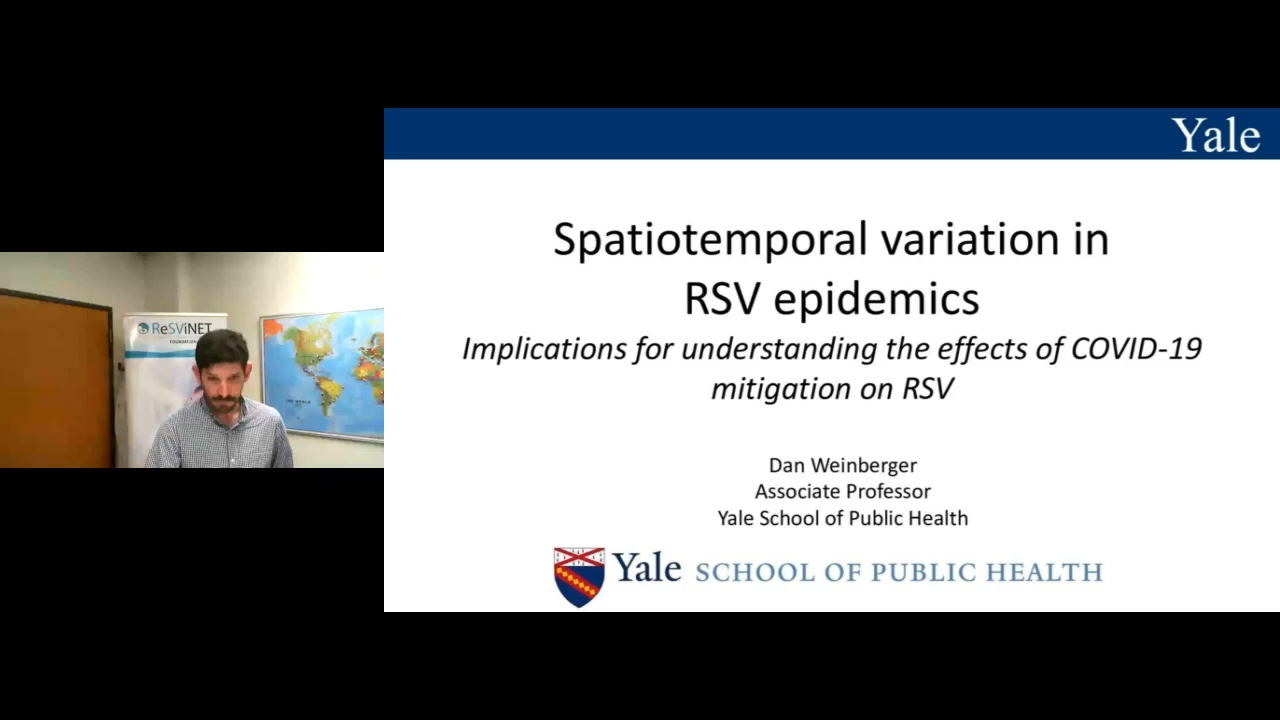 ReSViNET
FOUNDATION
Yale
Spatiotemporal variation in
RSV epidemics
Implications for understanding the effects of COVID-19
mitigation on RSV
Dan Weinberger
Associate Professor
Yale School of Public Health
Yale SCHOOL OF PUBLIC HEALTH